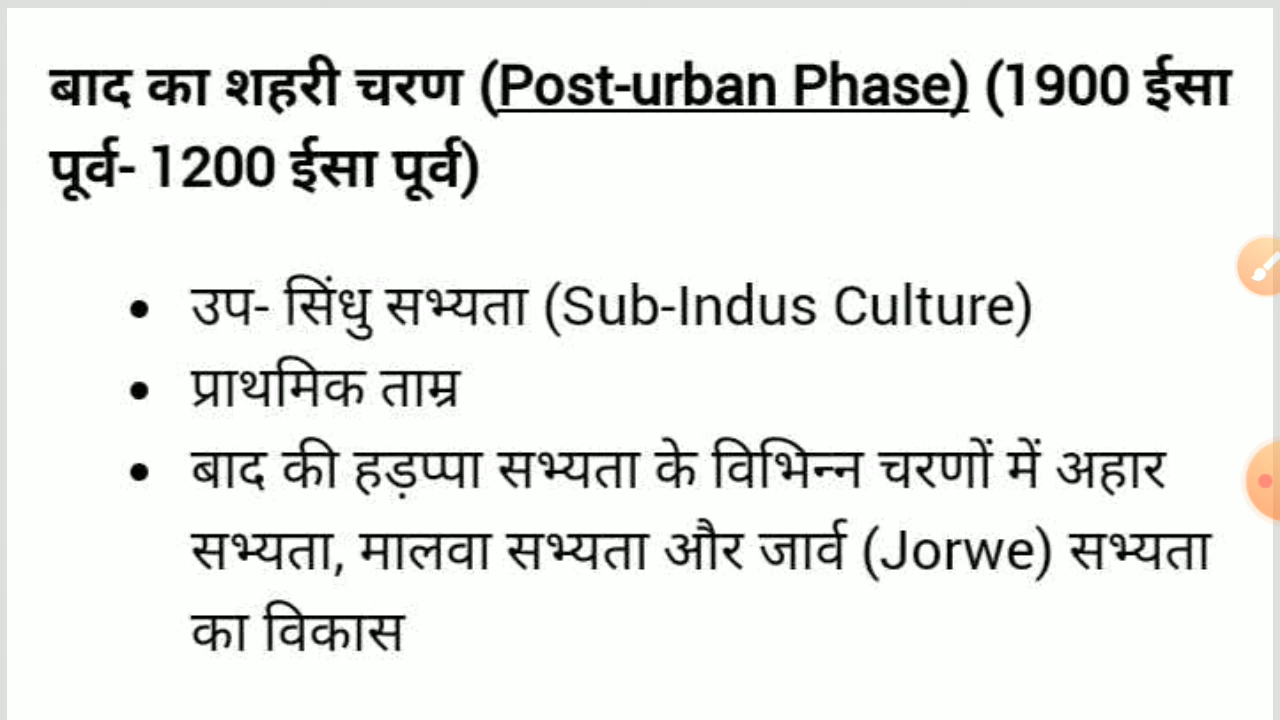 बाद का शहरी चरण (Post-urban Phase) (1900 ईसा
पूर्व- 1200 ईसा पूर्व)
• उप- सिंधु सभ्यता (Sub-Indus Culture)
• प्राथमिक ताम्र
• बाद की हड़प्पा सभ्यता के विभिन्न चरणों में अहार
सभ्यता, मालवा सभ्यता और जार्व (Jorwe) सभ्यता
का विकास